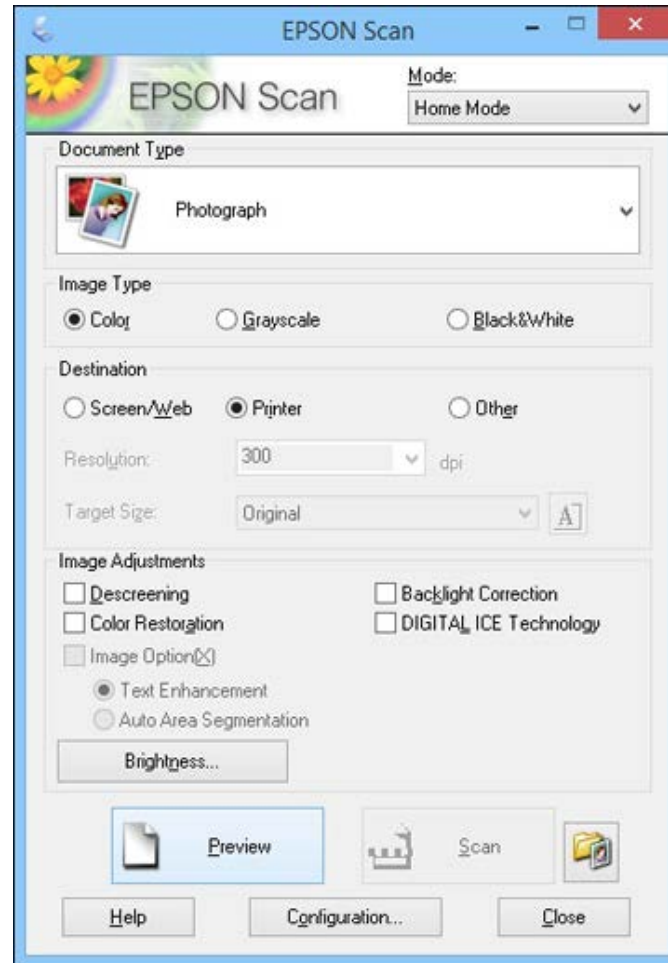 EPSON Scan
EPSON Scan
Mode:
Home Mode
Document Type
Photograph
Image Type
Color Grayscale Black&White
Destination
Screen/Web Printer Other
Resolution: 300 dpi
Target Size: Original A
Image Adjustments
Descreening Backlight Correction
Color Restoration DIGITAL ICE Technology
Image Option(X)
Text Enhancement
Auto Area Segmentation
Brightness...
Preview Scan
Help Configuration... Close